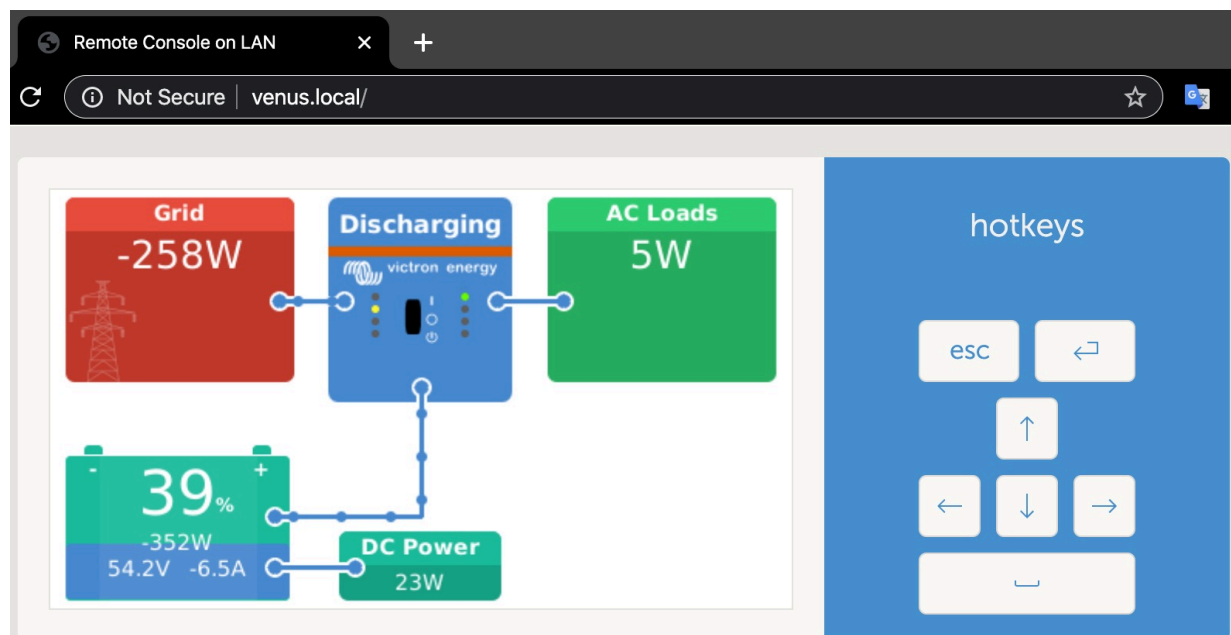 Remote Console on LAN
Not Secure venus.local/
Grid
-258W
Discharging
victron energy
AC Loads
5W
39%
-352W
54.2V -6.5A
DC Power
23W
hotkeys
esc